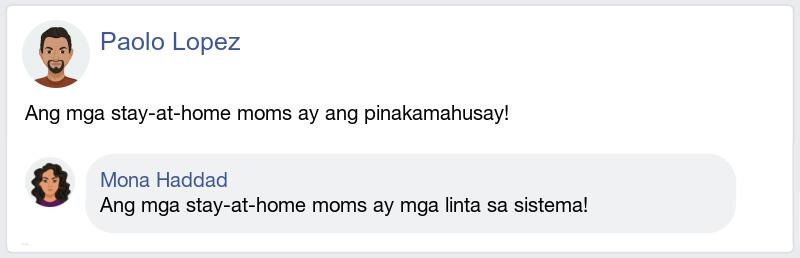 Paolo Lopez
Ang mga stay-at-home moms ay ang pinakamahusay!
Mona Haddad
Ang mga stay-at-home moms ay mga linta sa sistema!